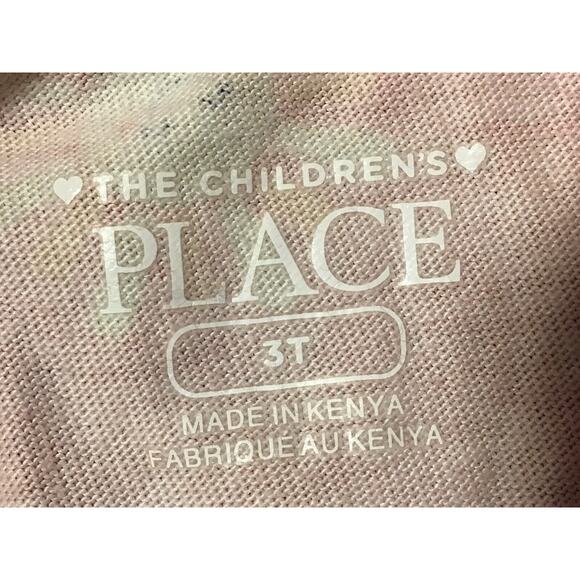 THE CHILDREN'S
PLACE
3T
MADE IN KENYA
FABRIQUÉ AU KENYA